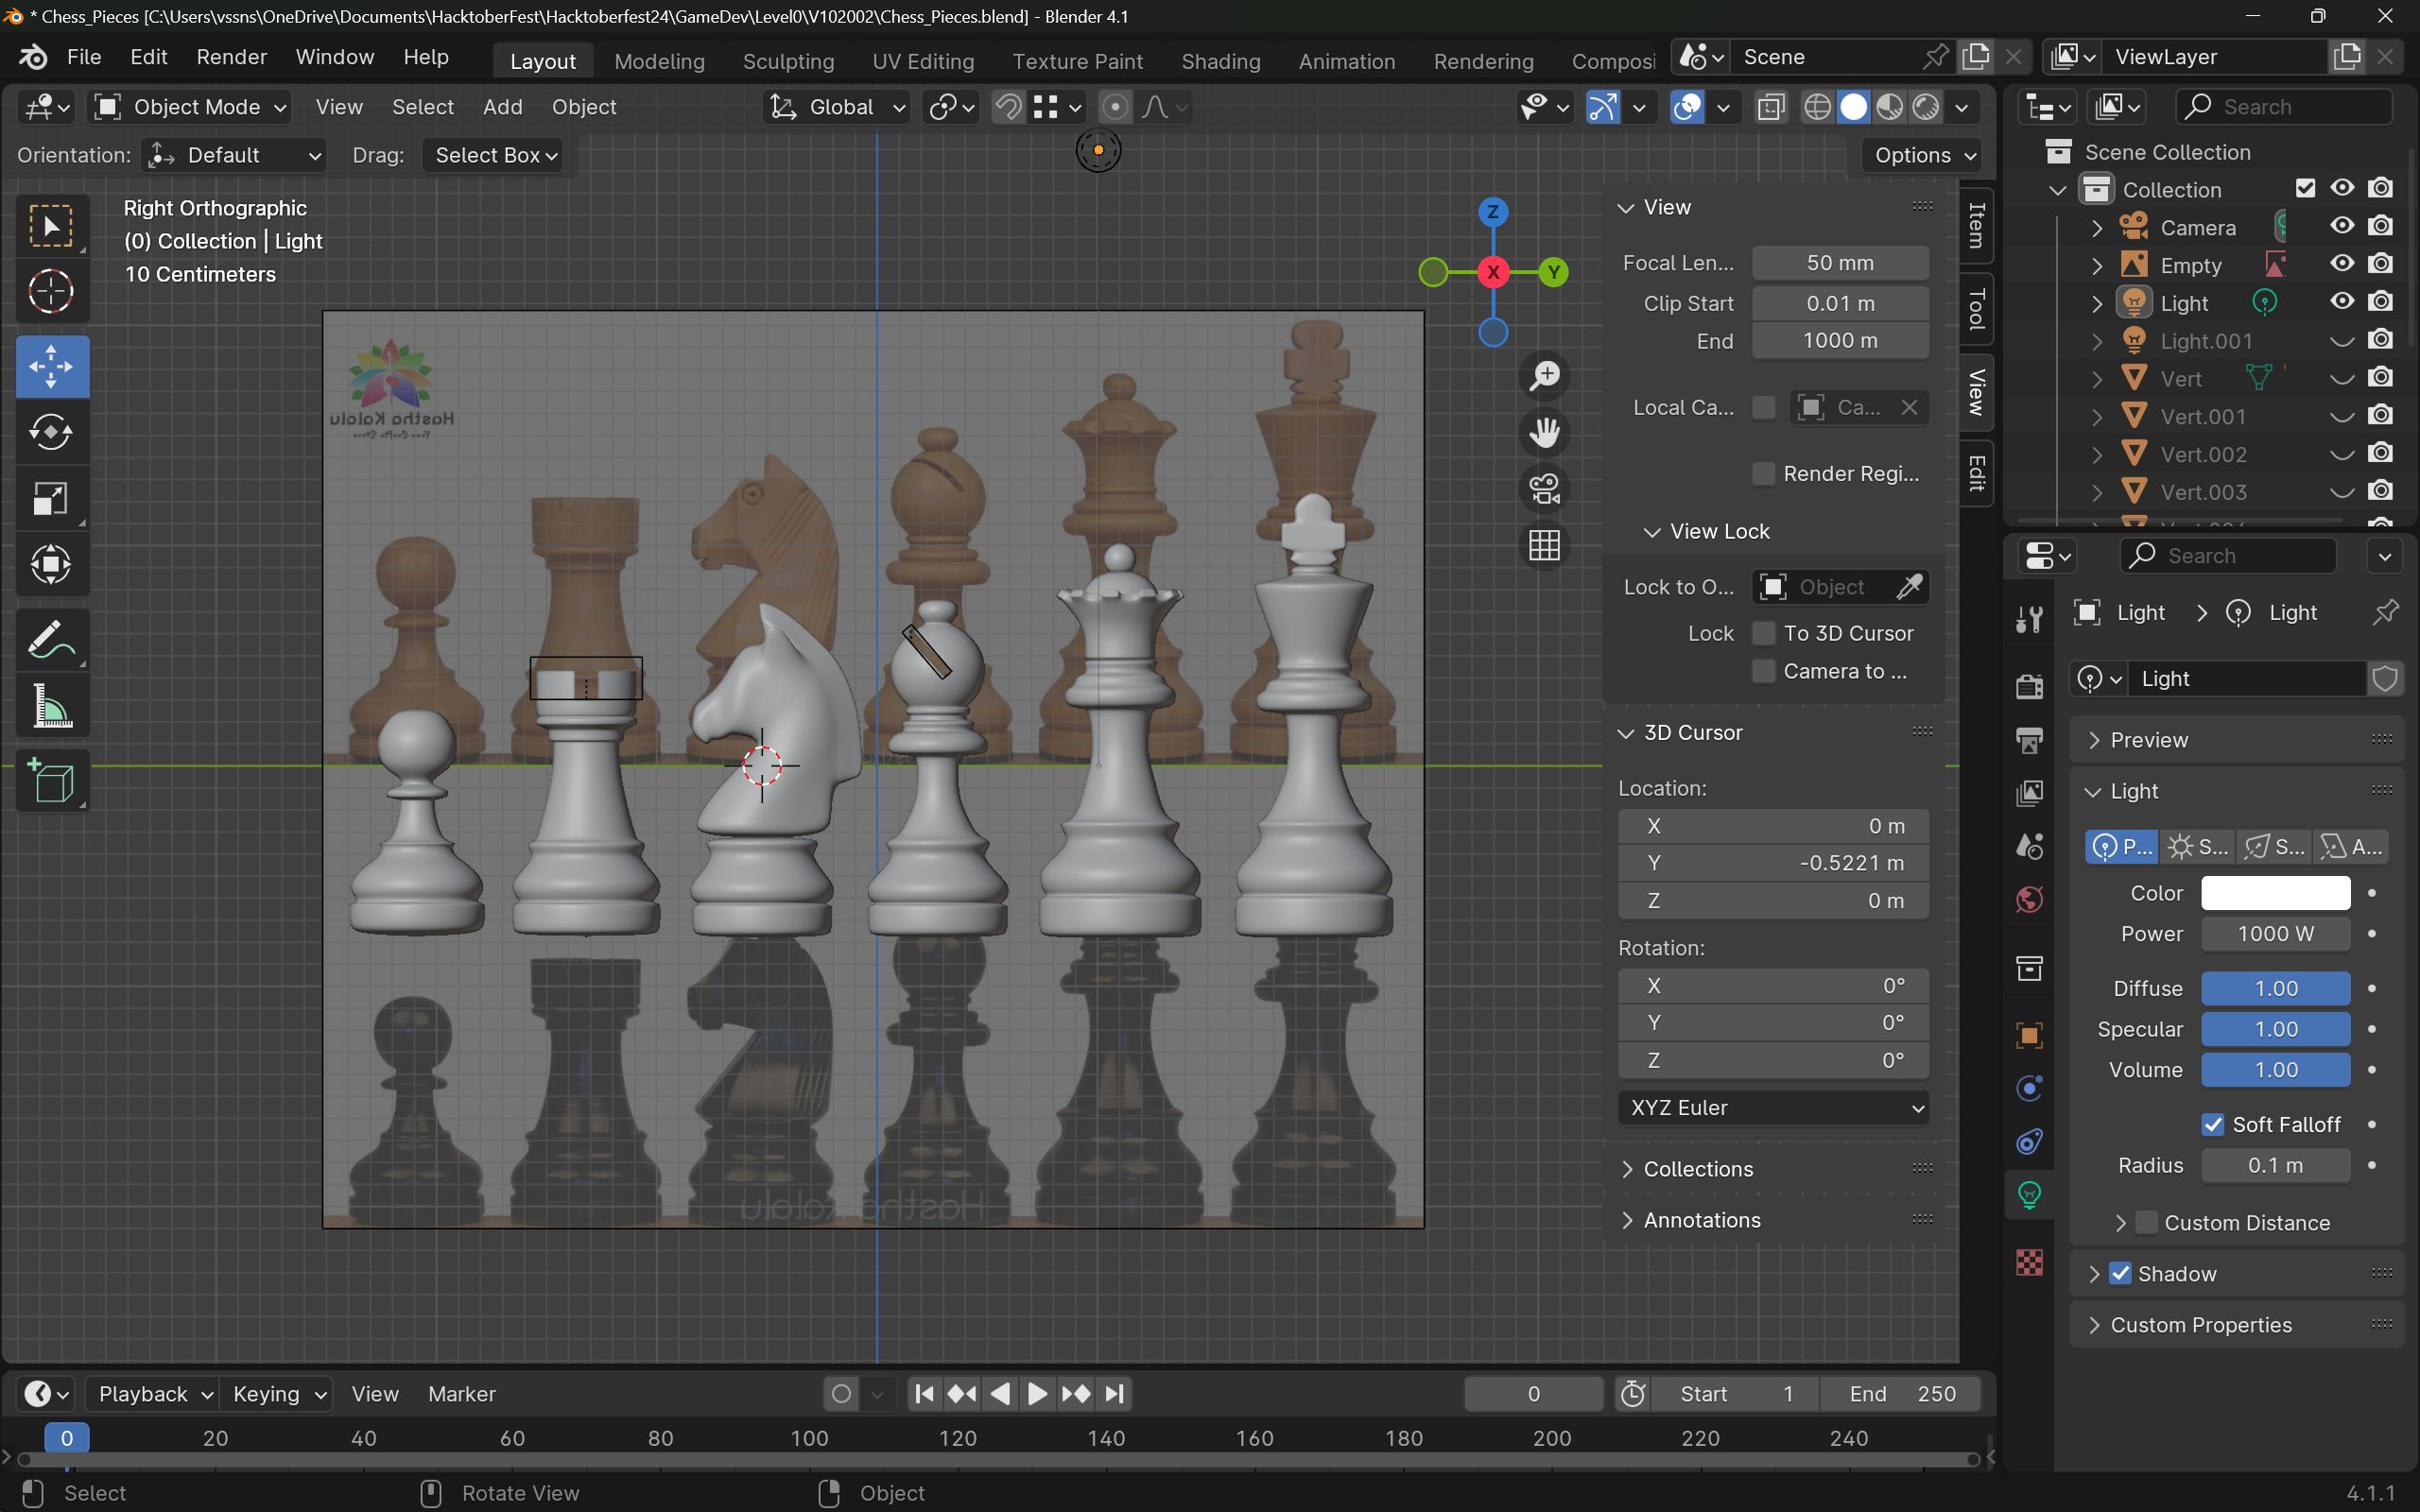 * Chess_Pieces [C:\Users\vssns\OneDrive\Documents\HacktoberFest\Hacktoberfest24\GameDev\Level0\V102002\Chess_Pieces.blend] - Blender 4.1
File Edit Render Window Help Layout Modeling Sculpting UV Editing Texture Paint Shading Animation Rendering Composi Scene ViewLayer
Object Mode View Select Add Object Global Search
Orientation: Default Drag: Select Box Options
Right Orthographic
(0) Collection | Light
10 Centimeters
Z
X
Y
Hastha Kalalu
Hastha kalalu
View
Focal Len... 50 mm
Clip Start 0.01 m
End 1000 m
Local Ca... Ca...
Render Regi...
View Lock
Lock to O... Object
Lock To 3D Cursor
Camera to ...
3D Cursor
Location:
X 0 m
Y -0.5221 m
Z 0 m
Rotation:
X 0°
Y 0°
Z 0°
XYZ Euler
Collections
Annotations
Item
Tool
View
Edit
Scene Collection
Collection
Camera
Empty
Light
Light.001
Vert
Vert.001
Vert.002
Vert.003
Search
Light Light
Light
Preview
Light
P... S... S... A...
Color
Power 1000 W
Diffuse 1.00
Specular 1.00
Volume 1.00
Soft Falloff
Radius 0.1 m
Custom Distance
Shadow
Custom Properties
Playback Keying View Marker 0 Start 1 End 250
0 20 40 60 80 100 120 140 160 180 200 220 240
Select Rotate View Object 4.1.1